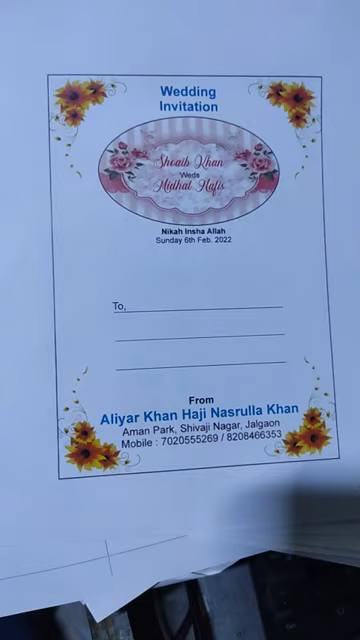 Wedding
Invitation
Shoaib Khan
Weds
Midhat Nafis
Nikah Insha Allah
Sunday 6th Feb. 2022
To,
From
Aliyar Khan Haji Nasrulla Khan
Aman Park, Shivaji Nagar, Jalgaon
Mobile : 7020555269 / 8208466353